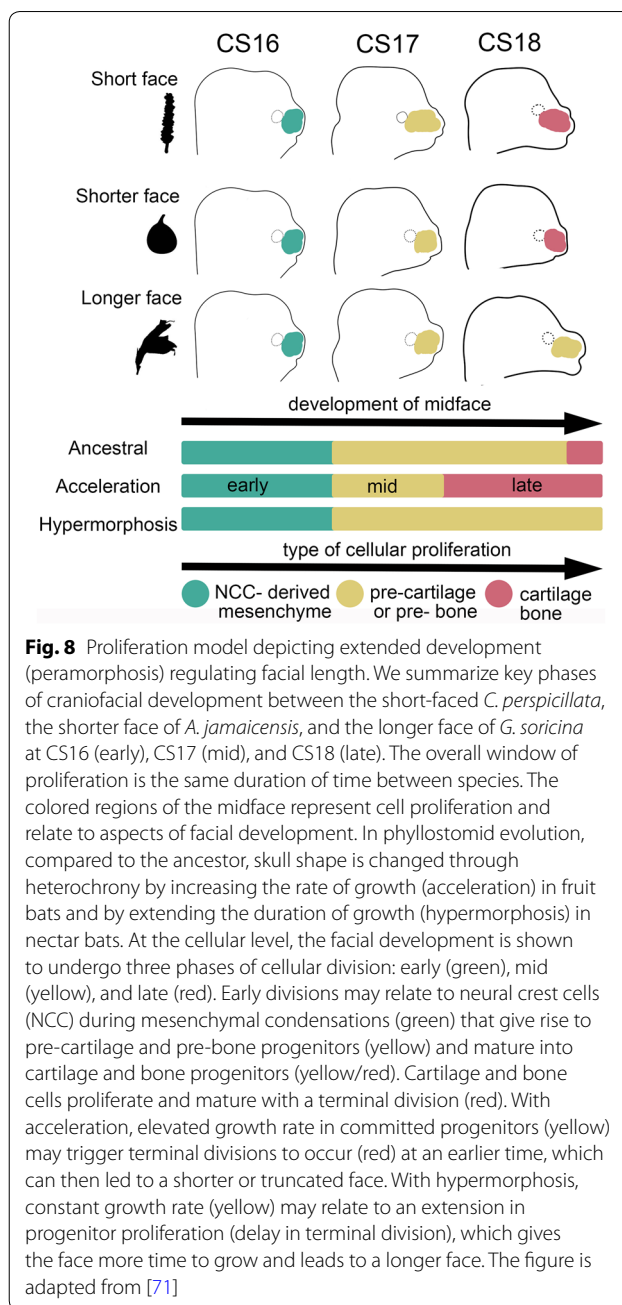 CS16 CS17 CS18
Short face
Shorter face
Longer face
development of midface
Ancestral
Acceleration early mid late
Hypermorphosis
type of cellular proliferation
NCC- derived mesenchyme
pre-cartilage or pre- bone
cartilage bone
Fig. 8 Proliferation model depicting extended development
(peramorphosis) regulating facial length. We summarize key phases
of craniofacial development between the short-faced C. perspicillata,
the shorter face of A. jamaicensis, and the longer face of G. soricina
at CS16 (early), CS17 (mid), and CS18 (late). The overall window of
proliferation is the same duration of time between species. The
colored regions of the midface represent cell proliferation and
relate to aspects of facial development. In phyllostomid evolution,
compared to the ancestor, skull shape is changed through
heterochrony by increasing the rate of growth (acceleration) in fruit
bats and by extending the duration of growth (hypermorphosis) in
nectar bats. At the cellular level, the facial development is shown
to undergo three phases of cellular division: early (green), mid
(yellow), and late (red). Early divisions may relate to neural crest cells
(NCC) during mesenchymal condensations (green) that give rise to
pre-cartilage and pre-bone progenitors (yellow) and mature into
cartilage and bone progenitors (yellow/red). Cartilage and bone
cells proliferate and mature with a terminal division (red). With
acceleration, elevated growth rate in committed progenitors (yellow)
may trigger terminal divisions to occur (red) at an earlier time, which
can then led to a shorter or truncated face. With hypermorphosis,
constant growth rate (yellow) may relate to an extension in
progenitor proliferation (delay in terminal division), which gives
the face more time to grow and leads to a longer face. The figure is
adapted from [71]